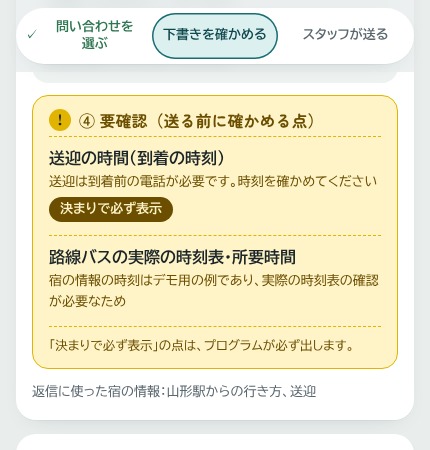 ✓ 問い合わせを
選ぶ
下書きを確かめる
スタッフが送る
! ④ 要確認（送る前に確かめる点）
送迎の時間（到着の時刻）
送迎は到着前の電話が必要です。時刻を確かめてください
決まりで必ず表示
路線バスの実際の時刻表・所要時間
宿の情報の時刻はデモ用の例であり、実際の時刻表の確認
が必要なため
「決まりで必ず表示」の点は、プログラムが必ず出します。
返信に使った宿の情報：山形駅からの行き方、送迎